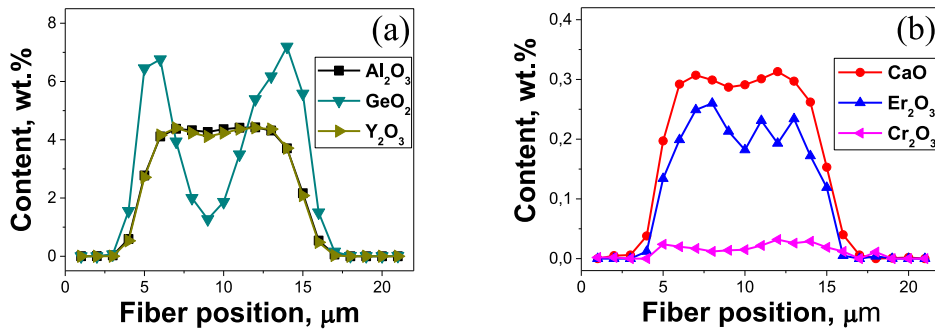 (a)
Content, wt.%
8
6
4
2
0
Al₂O₃
GeO₂
Y₂O₃
0 5 10 15 20
Fiber position, μm
(b)
Content, wt.%
0,4
0,3
0,2
0,1
0,0
CaO
Er₂O₃
Cr₂O₃
0 5 10 15 20
Fiber position, μm